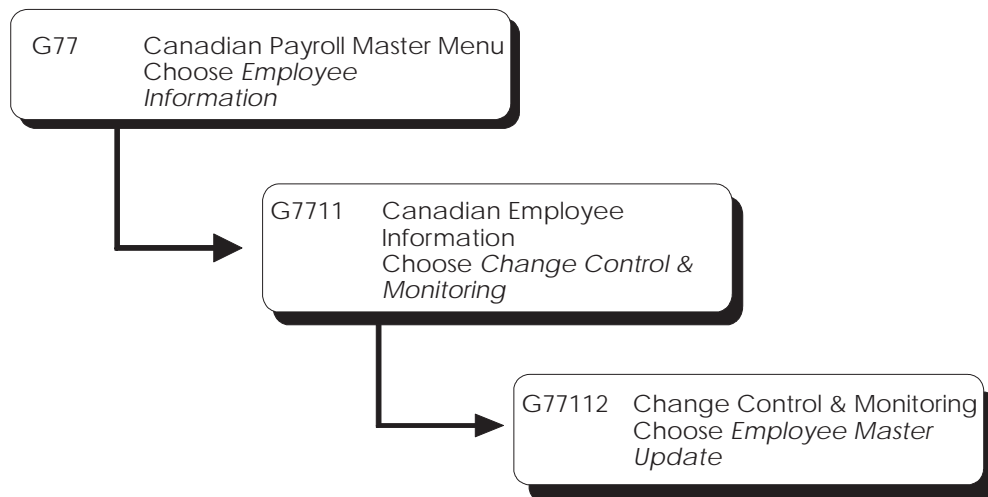 G77 Canadian Payroll Master Menu
Choose Employee
Information
G7711 Canadian Employee
Information
Choose Change Control &
Monitoring
G77112 Change Control & Monitoring
Choose Employee Master
Update